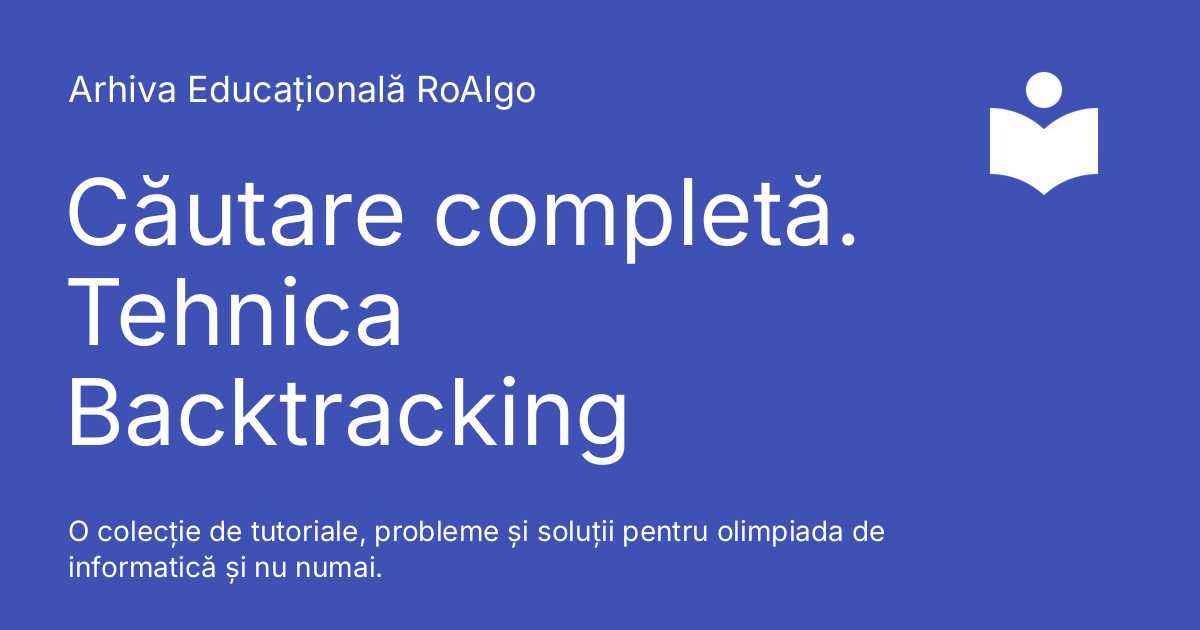 Arhiva Educațională RoAlgo
Căutare completă.
Tehnica
Backtracking
O colecție de tutoriale, probleme și soluții pentru olimpiada de
informatică și nu numai.